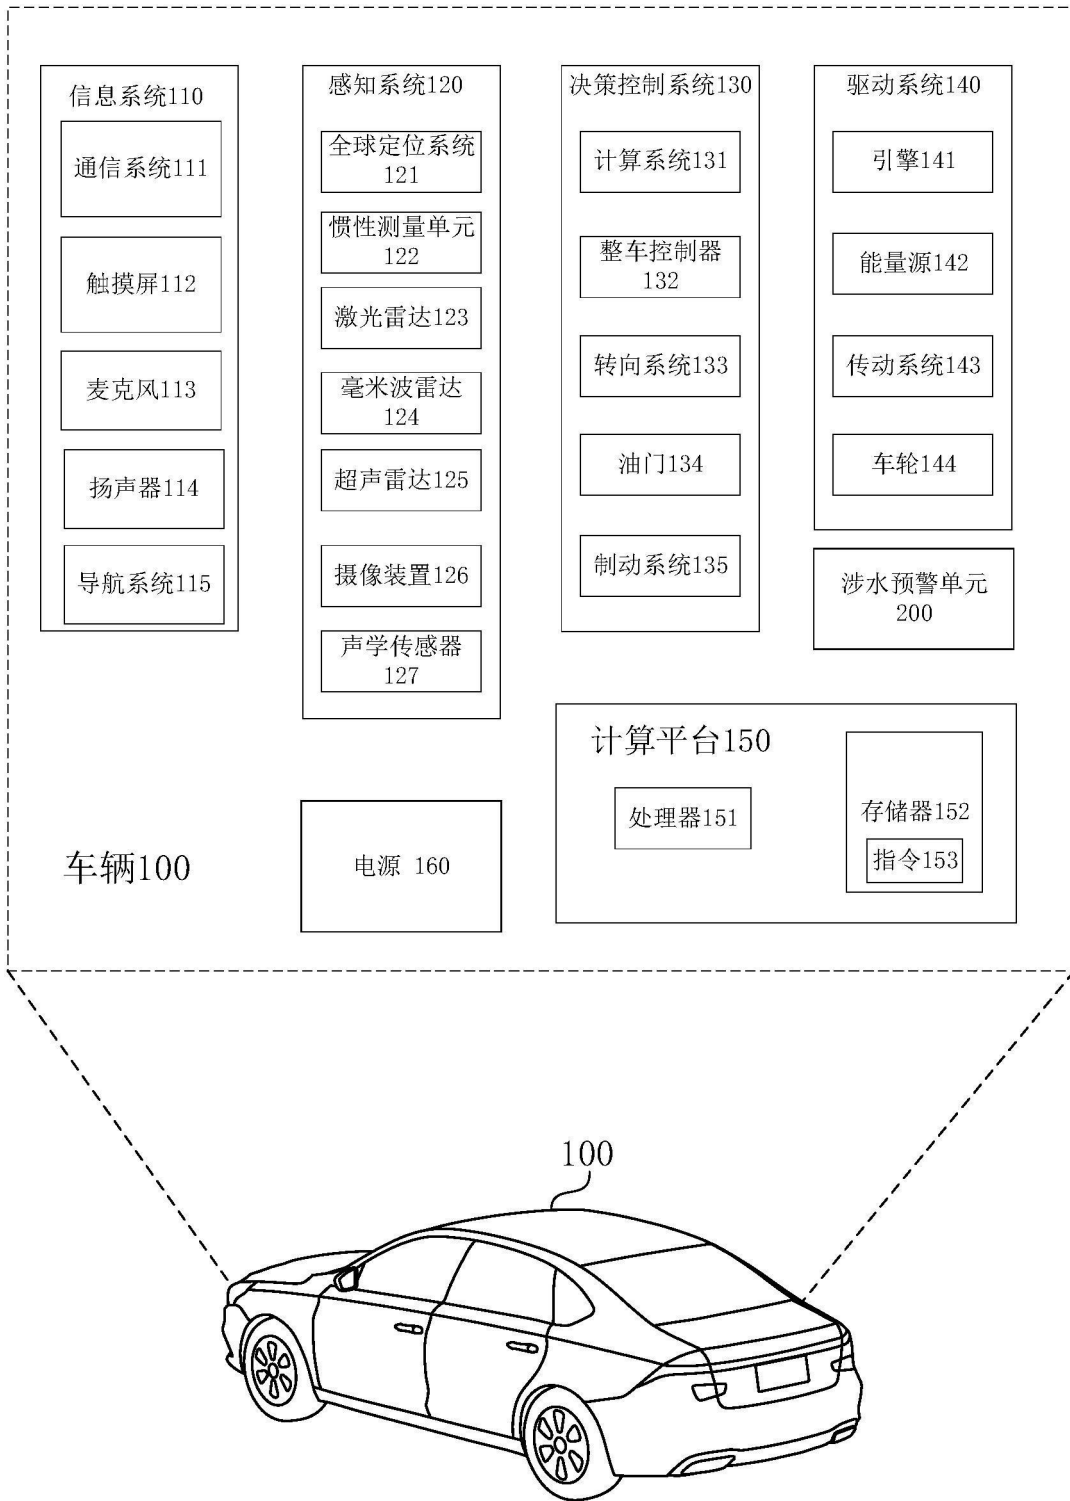 信息系统110
通信系统111
触摸屏112
麦克风113
扬声器114
导航系统115
感知系统120
全球定位系统
121
惯性测量单元
122
激光雷达123
毫米波雷达
124
超声雷达125
摄像装置126
声学传感器
127
决策控制系统130
计算系统131
整车控制器
132
转向系统133
油门134
制动系统135
驱动系统140
引擎141
能量源142
传动系统143
车轮144
涉水预警单元
200
计算平台150
处理器151
存储器152
指令153
车辆100
电源 160
100